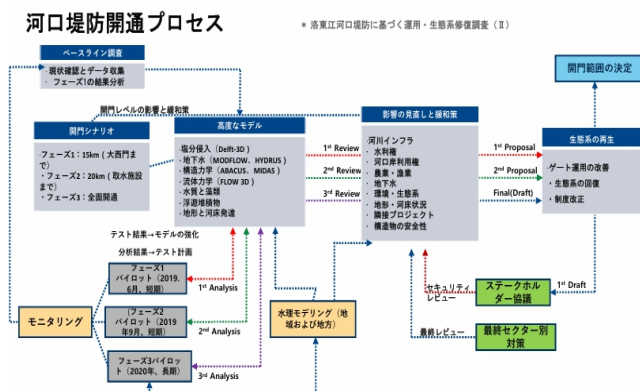 河口堤防開通プロセス
* 洛東江河口堤防に基づく運用・生態系修復調査（Ⅱ）
ベースライン調査
·現状確認とデータ収集
・フェーズ1の結果分析
開門範囲の決定
開門レベルの影響と緩和策
開門シナリオ
·フェーズ1：15km ( 大西門まで)
・フェーズ2：20km ( 取水施設まで)
・フェーズ3：全面開通
高度なモデル
·塩分侵入（Delft-3D )
・地下水（MODFLOW、HYDRUS）
・構造力学（ABACUS、MIDAS）
・流体力学（FLOW 3D）
・水質と藻類
・浮遊堆積物
・地形と河床発達
1st Review
2nd Review
3rd Review
影響の見直しと緩和策
・河川インフラ
・水利権
・河口岸利用権
・農業・漁業
・地下水
・環境・生態系
・地形・河床状況
・隣接プロジェクト
・構造物の安全性
1st Proposal
2nd Proposal
Final(Draft)
生態系の再生
·ゲート運用の改善
・生態系の回復
・制度改正
テスト結果→モデルの強化
分析結果→テスト計画
モニタリング
フェーズ1
パイロット（2019.
6月、短期）
1st Analysis
(フェーズ2
パイロット（2019
年9月、短期）
2nd Analysis
フェーズ3パイロッ
ト（2020年、長期）
3rd Analysis
水理モデリング（地
域および地方）
セキュリティ
レビュー
ステークホル
ダー協議
1st Draft
最終レビュー
最終セクター別
対策